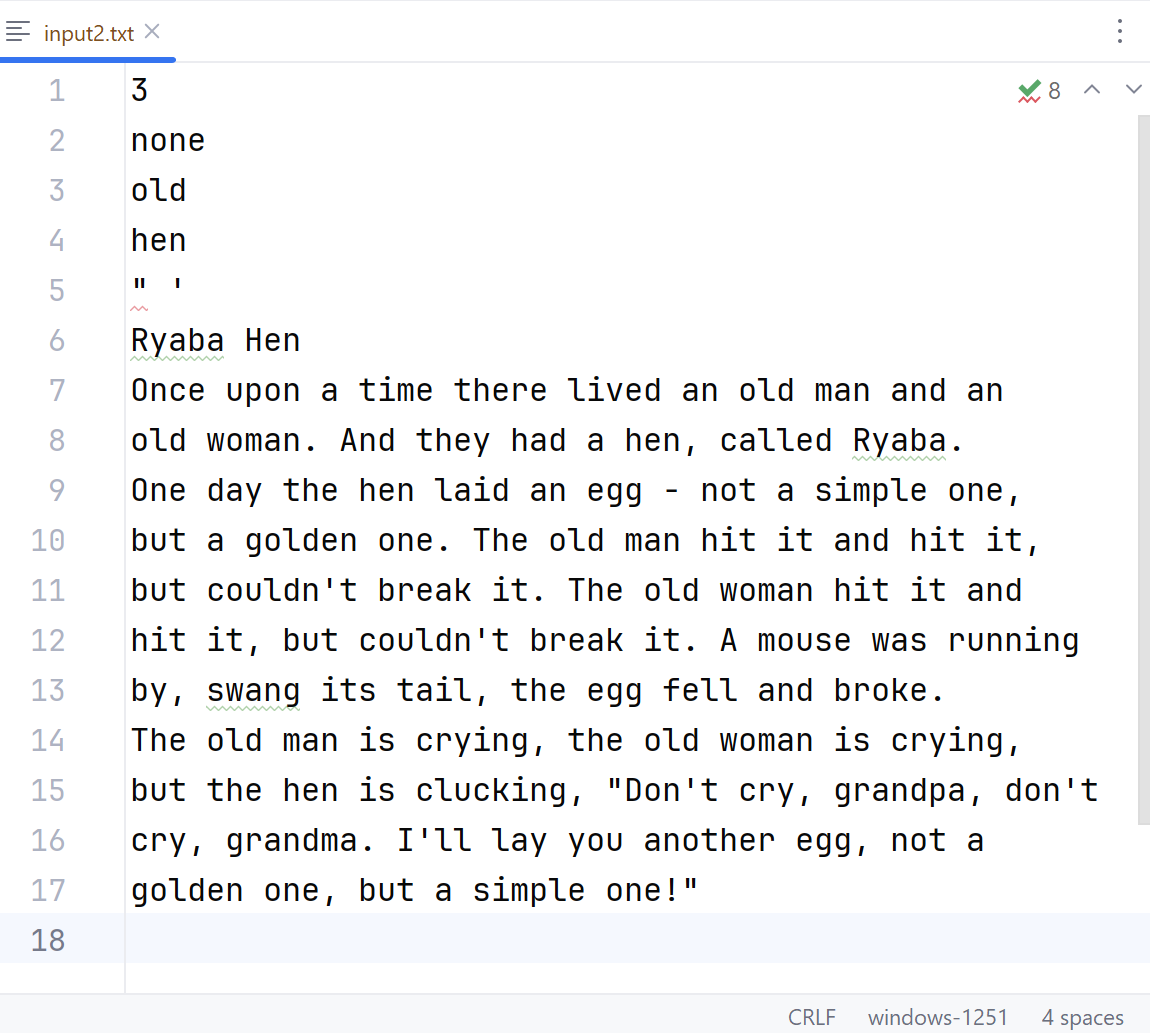 input2.txt
8
1 3
2 none
3 old
4 hen
5 " '
6 Ryaba Hen
7 Once upon a time there lived an old man and an
8 old woman. And they had a hen, called Ryaba.
9 One day the hen laid an egg - not a simple one,
10 but a golden one. The old man hit it and hit it,
11 but couldn't break it. The old woman hit it and
12 hit it, but couldn't break it. A mouse was running
13 by, swang its tail, the egg fell and broke.
14 The old man is crying, the old woman is crying,
15 but the hen is clucking, "Don't cry, grandpa, don't
16 cry, grandma. I'll lay you another egg, not a
17 golden one, but a simple one!"
18
CRLF windows-1251 4 spaces